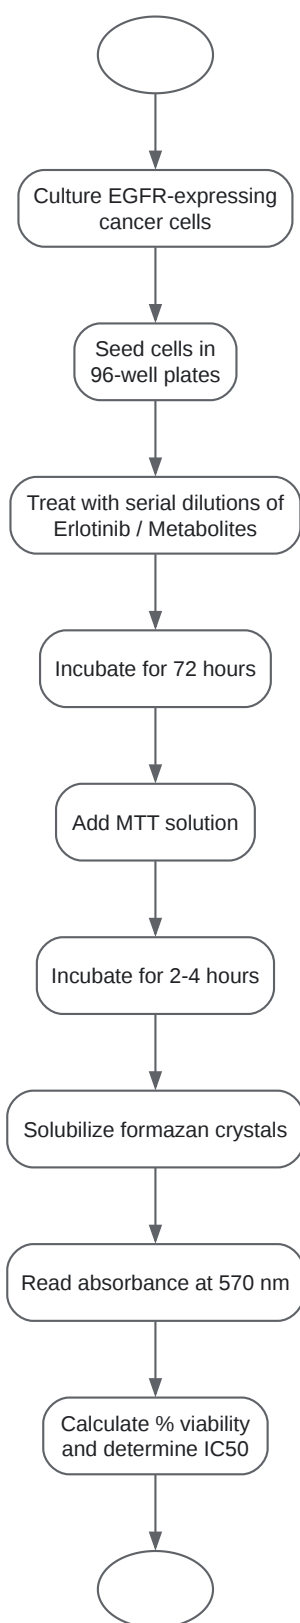 Culture EGFR-expressing
cancer cells
Seed cells in
96-well plates
Treat with serial dilutions of
Erlotinib / Metabolites
Incubate for 72 hours
Add MTT solution
Incubate for 2-4 hours
Solubilize formazan crystals
Read absorbance at 570 nm
Calculate % viability
and determine IC50